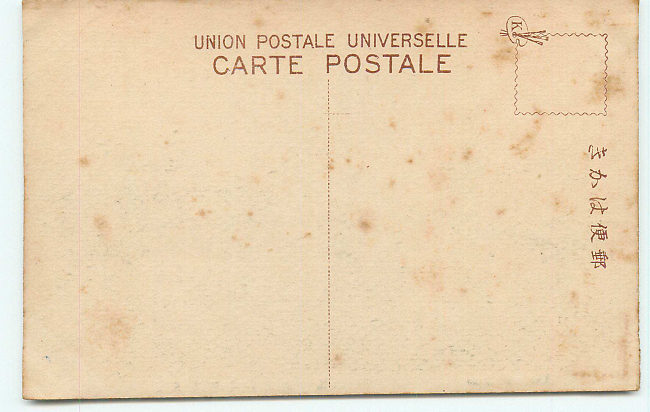 UNION POSTALE UNIVERSELLE
CARTE POSTALE
K
郵便はがき